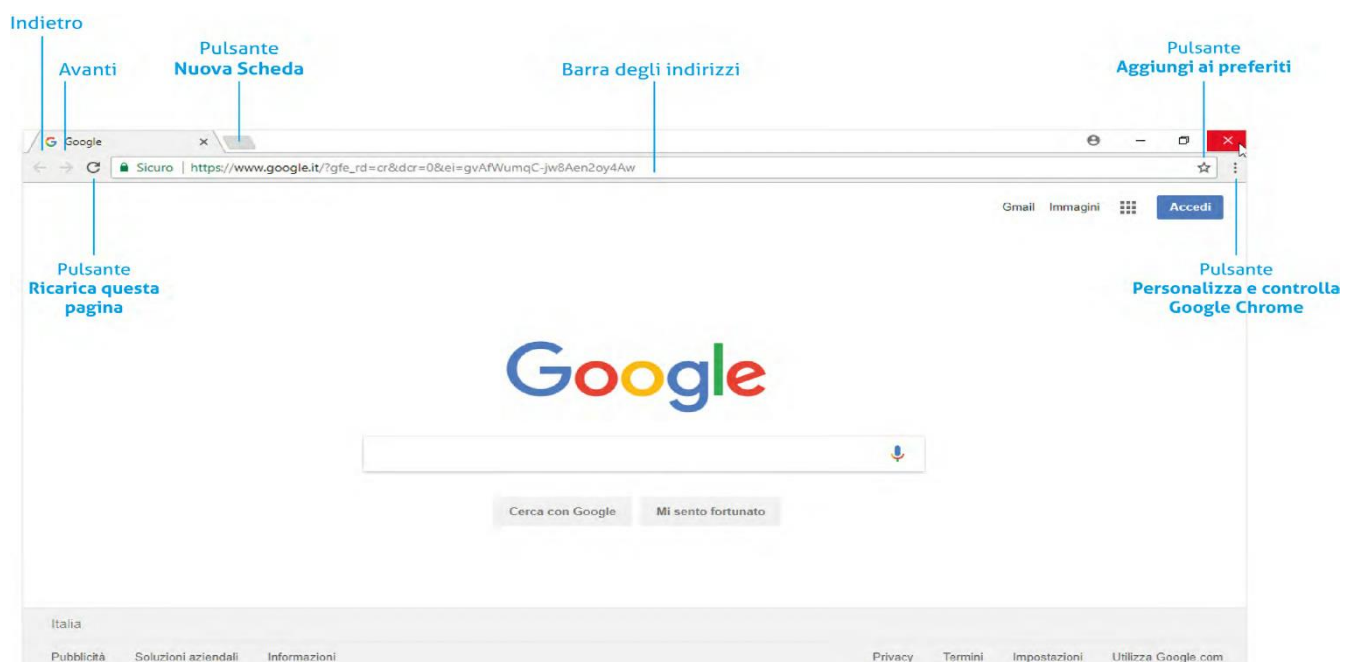 Indietro
Avanti
Pulsante
Nuova Scheda
Barra degli indirizzi
Pulsante
Aggiungi ai preferiti
Google
Sicuro | https://www.google.it/?gfe_rd=cr&dcr=0&ei=gvAfWumqC-jw8Aen2oy4Aw
Gmail Immagini Accedi
Pulsante
Ricarica questa
pagina
Pulsante
Personalizza e controlla
Google Chrome
Google
Cerca con Google Mi sento fortunato
Italia
Pubblicità Soluzioni aziendali Informazioni Privacy Termini Impostazioni Utilizza Google.com